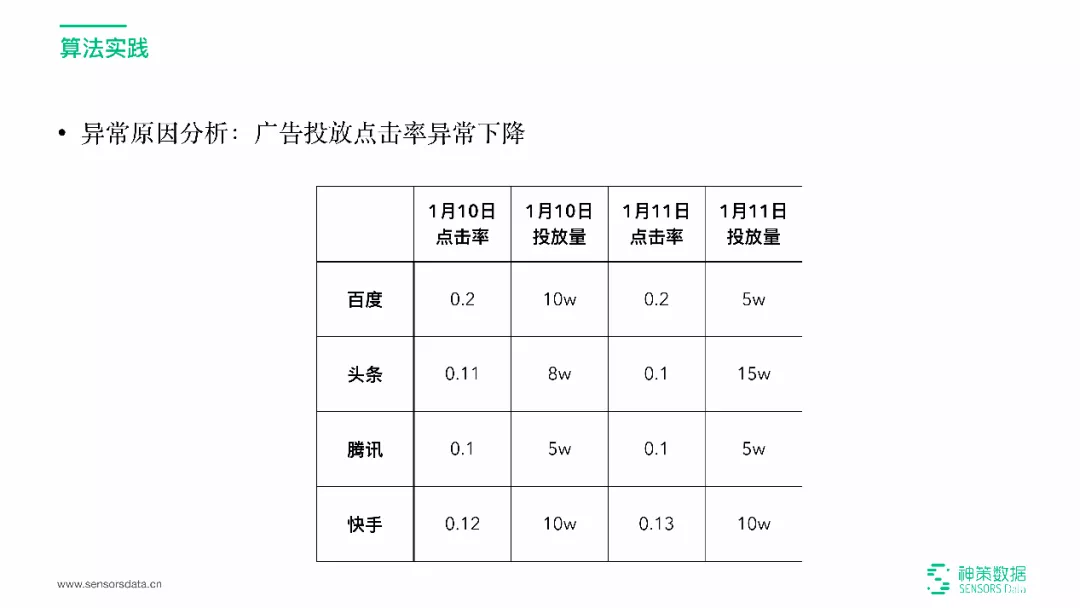 算法实践
• 异常原因分析：广告投放点击率异常下降
1月10日点击率 1月10日投放量 1月11日点击率 1月11日投放量
百度 0.2 10w 0.2 5w
头条 0.11 8w 0.1 15w
腾讯 0.1 5w 0.1 5w
快手 0.12 10w 0.13 10w
www.sensorsdata.cn
神策数据
SENSORS Data